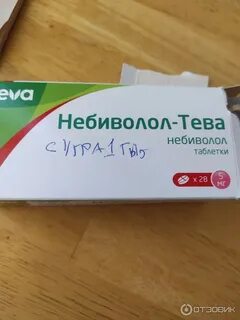 eva
Небиволол-Тева
небиволол
таблетки
с утра 1 таб
x 28
5 мг
ОТЗОВИК